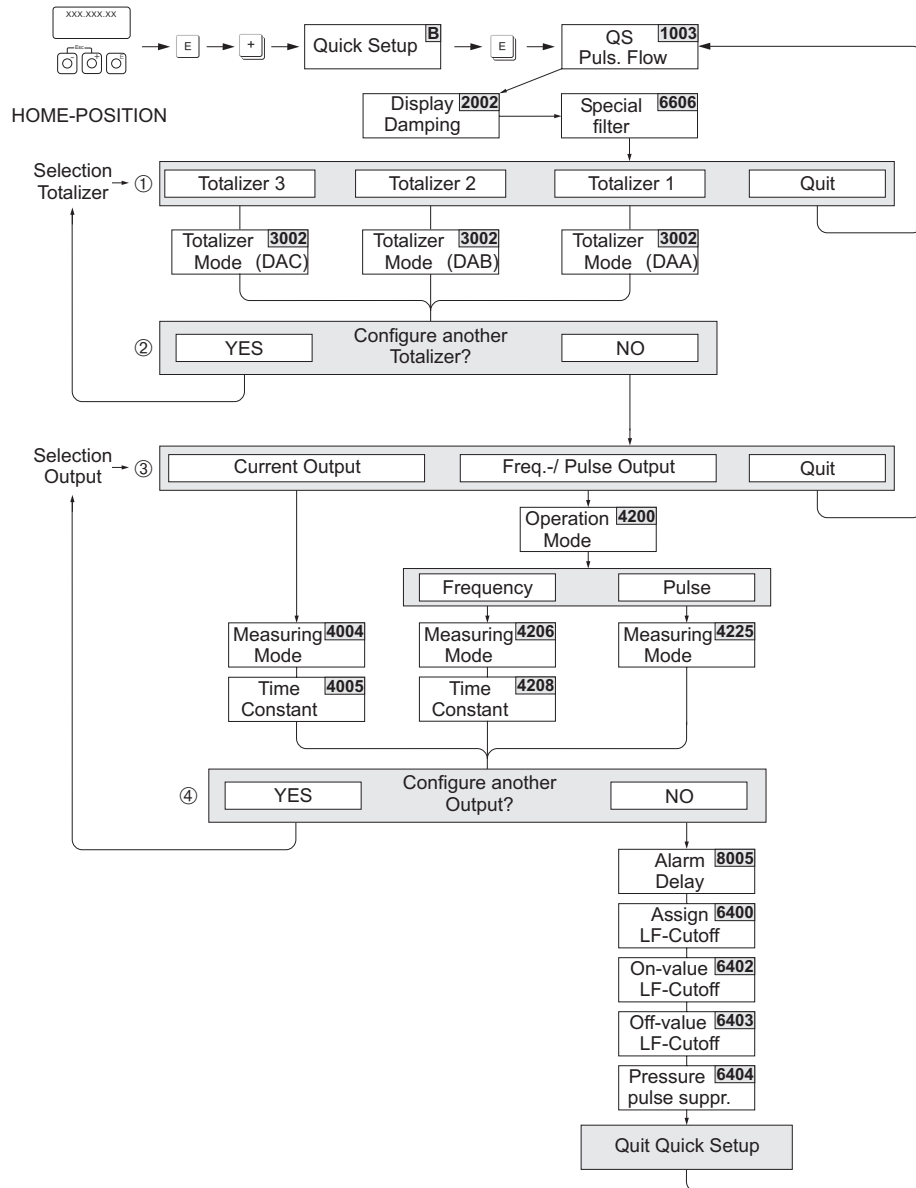 XXX.XXX.XX
Esc
- + E
E
+
Quick Setup B
E
QS 1003
Puls. Flow
HOME-POSITION
Display 2002
Damping
Special 6606
filter
Selection
Totalizer
① Totalizer 3 Totalizer 2 Totalizer 1 Quit
Totalizer 3002
Mode (DAC)
Totalizer 3002
Mode (DAB)
Totalizer 3002
Mode (DAA)
② YES
Configure another
Totalizer?
NO
Selection
Output
③ Current Output Freq.-/ Pulse Output Quit
Operation 4200
Mode
Frequency Pulse
Measuring 4004
Mode
Measuring 4206
Mode
Measuring 4225
Mode
Time 4005
Constant
Time 4208
Constant
④ YES
Configure another
Output?
NO
Alarm 8005
Delay
Assign 6400
LF-Cutoff
On-value 6402
LF-Cutoff
Off-value 6403
LF-Cutoff
Pressure 6404
pulse suppr.
Quit Quick Setup